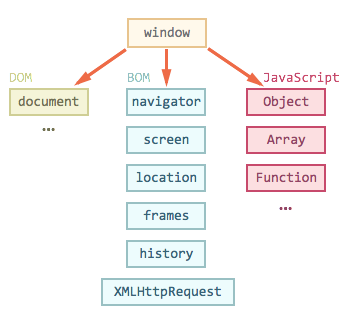 window
DOM
BOM
JavaScript
document
navigator
Object
...
screen
Array
location
Function
frames
...
history
XMLHttpRequest